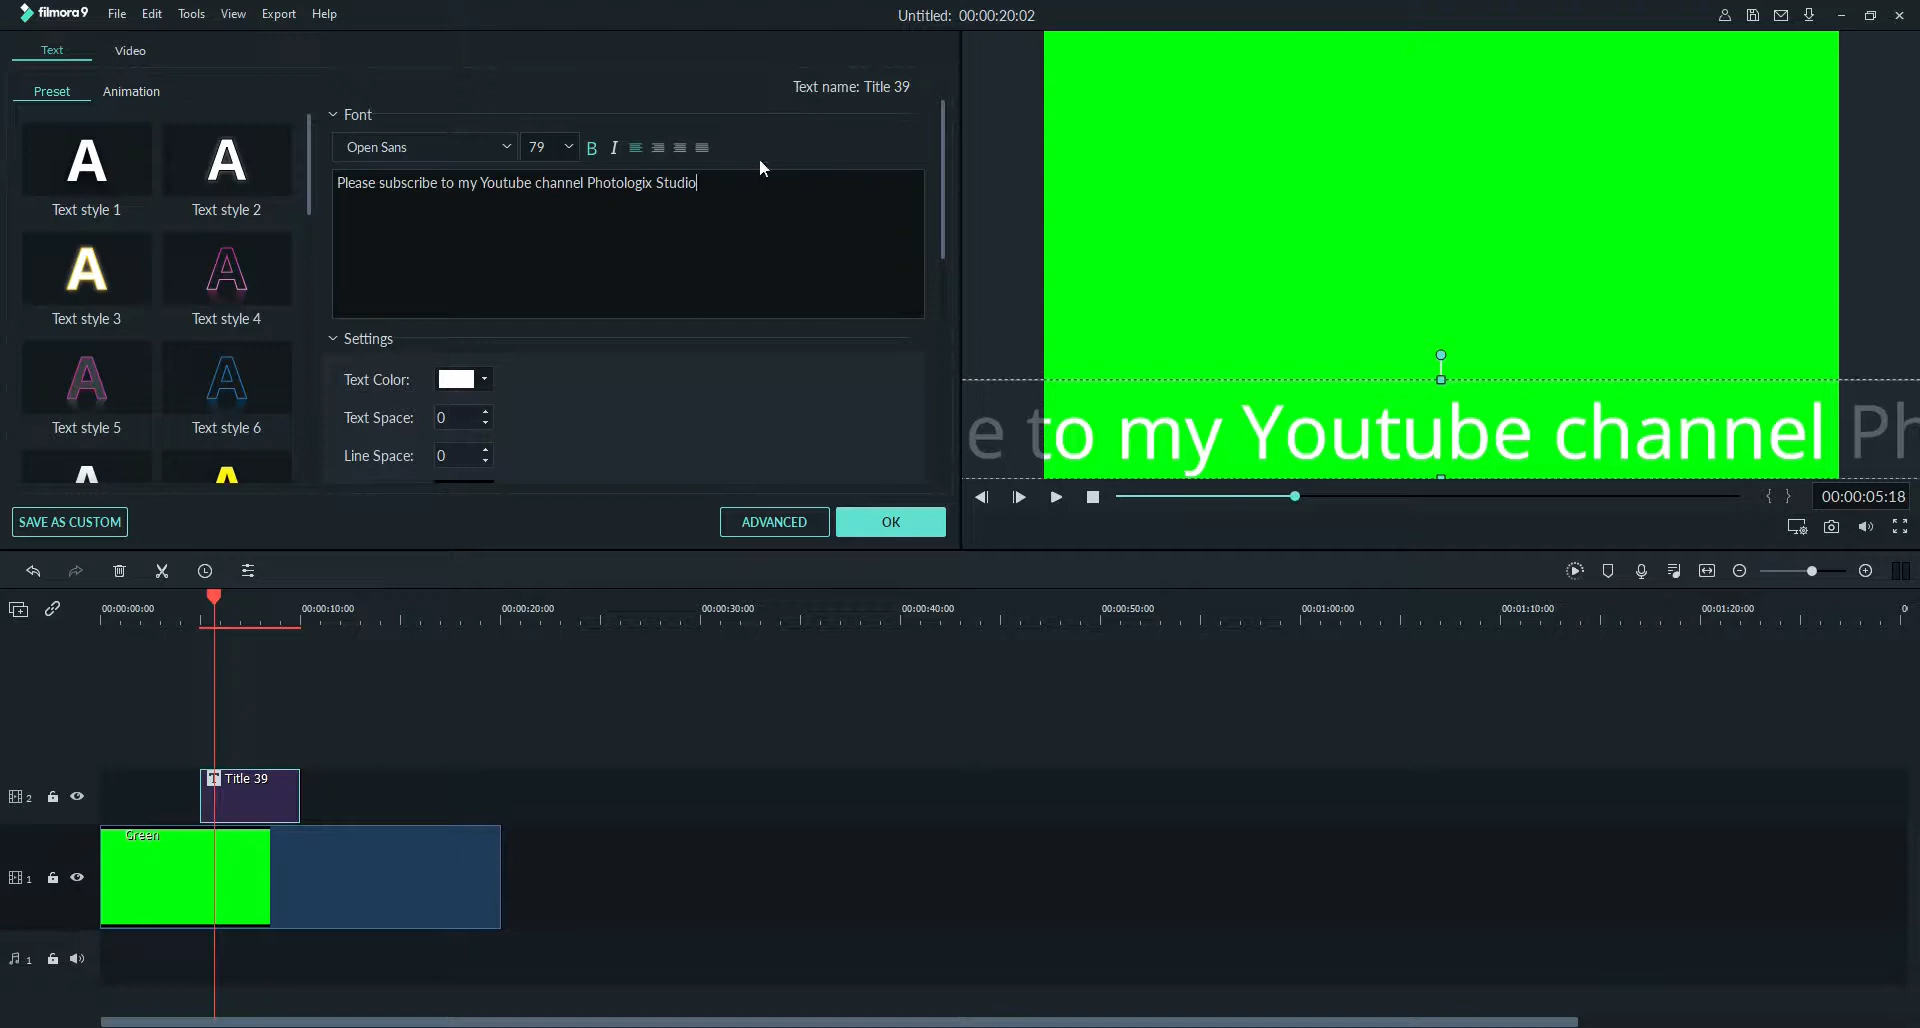 filmora9 File Edit Tools View Export Help Untitled: 00:00:20:02
Text Video
Preset Animation Text name: Title 39
Font
Open Sans 79 B I
Please subscribe to my Youtube channel Photologix Studio
A A
Text style 1 Text style 2
A A
Text style 3 Text style 4
A A
Text style 5 Text style 6
Settings
Text Color:
Text Space: 0
Line Space: 0
e to my Youtube channel Ph
{ } 00:00:05:18
SAVE AS CUSTOM ADVANCED OK
00:00:00:00 00:00:10:00 00:00:20:00 00:00:30:00 00:00:40:00 00:00:50:00 00:01:00:00 00:01:10:00 00:01:20:00 0
2 T Title 39
Green
1
1